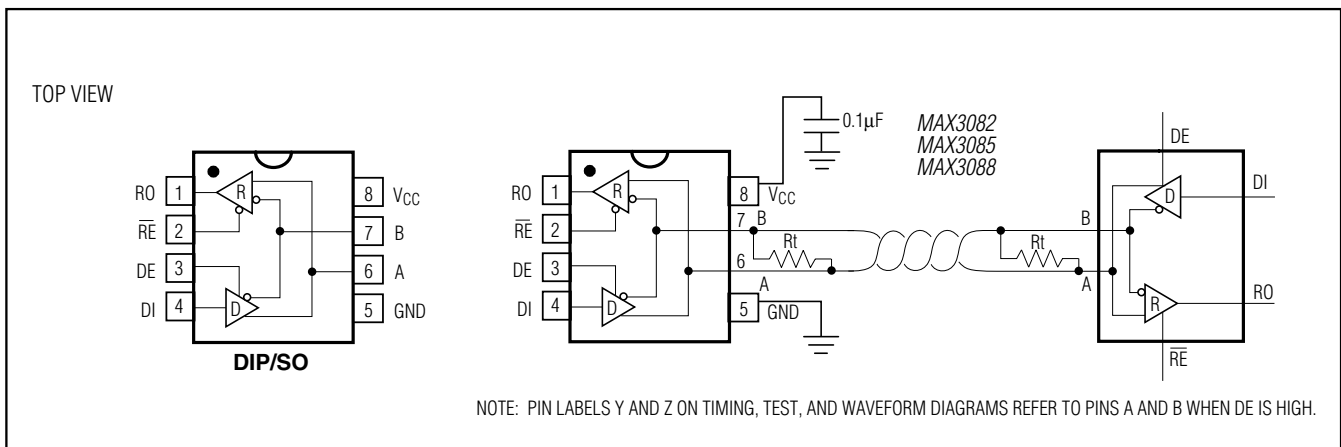 TOP VIEW
RO 1
RE 2
DE 3
DI 4
R
D
8 VCC
7 B
6 A
5 GND
DIP/SO
RO 1
RE 2
DE 3
DI 4
R
D
8 VCC
7 B
6 A
5 GND
0.1µF
MAX3082
MAX3085
MAX3088
Rt
Rt
B
A
DE
D
DI
R
RO
RE
NOTE: PIN LABELS Y AND Z ON TIMING, TEST, AND WAVEFORM DIAGRAMS REFER TO PINS A AND B WHEN DE IS HIGH.